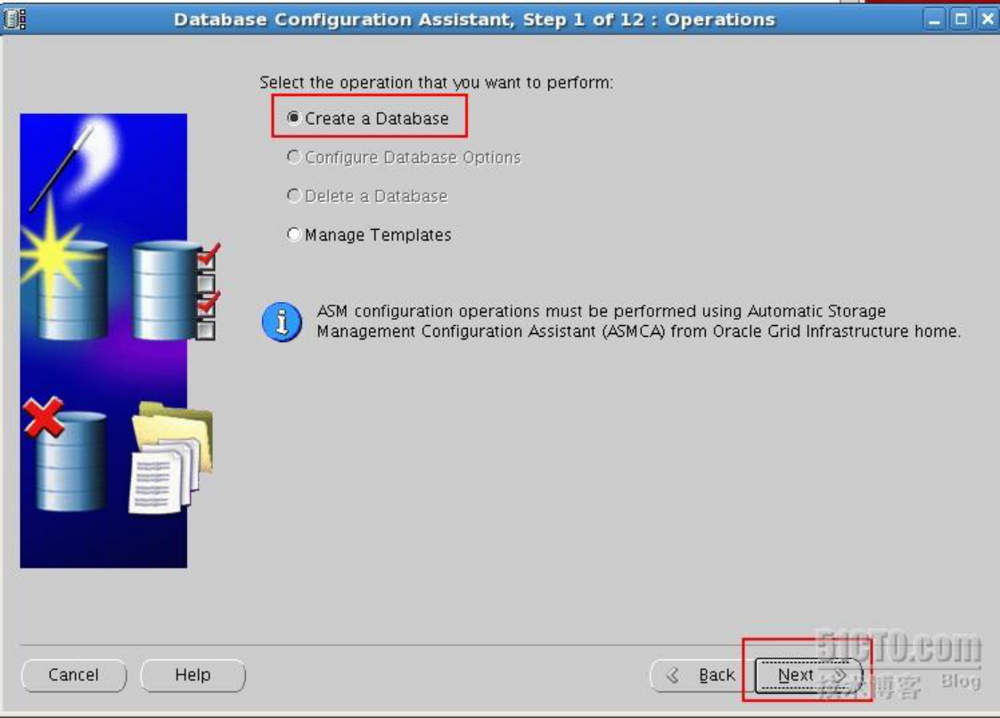 Database Configuration Assistant, Step 1 of 12 : Operations
Select the operation that you want to perform:
Create a Database
Configure Database Options
Delete a Database
Manage Templates
ASM configuration operations must be performed using Automatic Storage
Management Configuration Assistant (ASMCA) from Oracle Grid Infrastructure home.
Cancel
Help
Back
Next
51CTO.com
技术博客 Blog